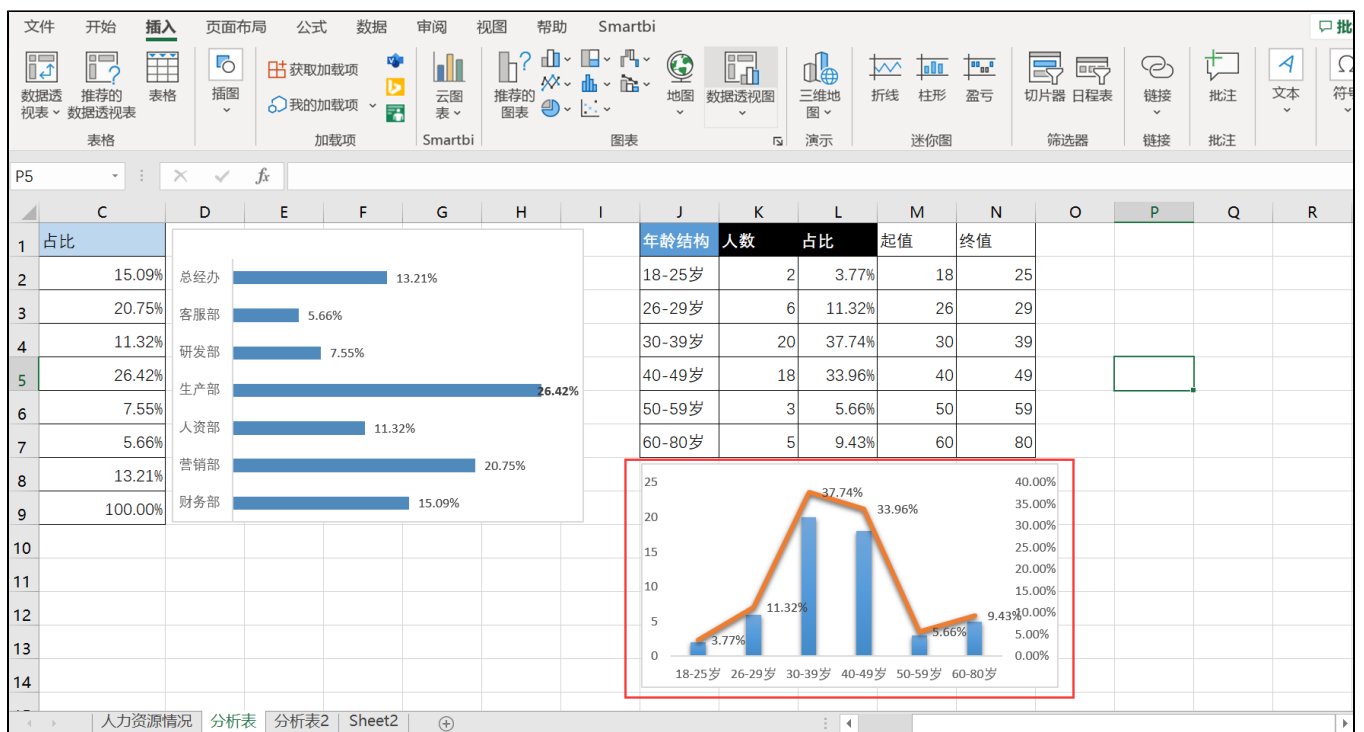 文件 开始 插入 页面布局 公式 数据 审阅 视图 帮助 Smartbi
数据透视表 推荐的数据透视表 表格 插图 获取加载项 我的加载项 云图表 推荐的图表 地图 数据透视图 三维地图 折线 柱形 盈亏 切片器 日程表 链接 批注 文本
表格 加载项 Smartbi 图表 演示 迷你图 筛选器 链接 批注
P5 fx
C D E F G H I J K L M N O P Q R
1 占比 年龄结构 人数 占比 起值 终值
2 15.09% 18-25岁 2 3.77% 18 25
3 20.75% 26-29岁 6 11.32% 26 29
4 11.32% 30-39岁 20 37.74% 30 39
5 26.42% 40-49岁 18 33.96% 40 49
6 7.55% 50-59岁 3 5.66% 50 59
7 5.66% 60-80岁 5 9.43% 60 80
8 13.21%
9 100.00%
10
11
12
13
14
总经办 13.21%
客服部 5.66%
研发部 7.55%
生产部 26.42%
人资部 11.32%
营销部 20.75%
财务部 15.09%
25
20
15
10
5
0
37.74%
33.96%
11.32%
9.43%
5.66%
3.77%
40.00%
35.00%
30.00%
25.00%
20.00%
15.00%
10.00%
5.00%
0.00%
18-25岁 26-29岁 30-39岁 40-49岁 50-59岁 60-80岁
人力资源情况 分析表 分析表2 Sheet2